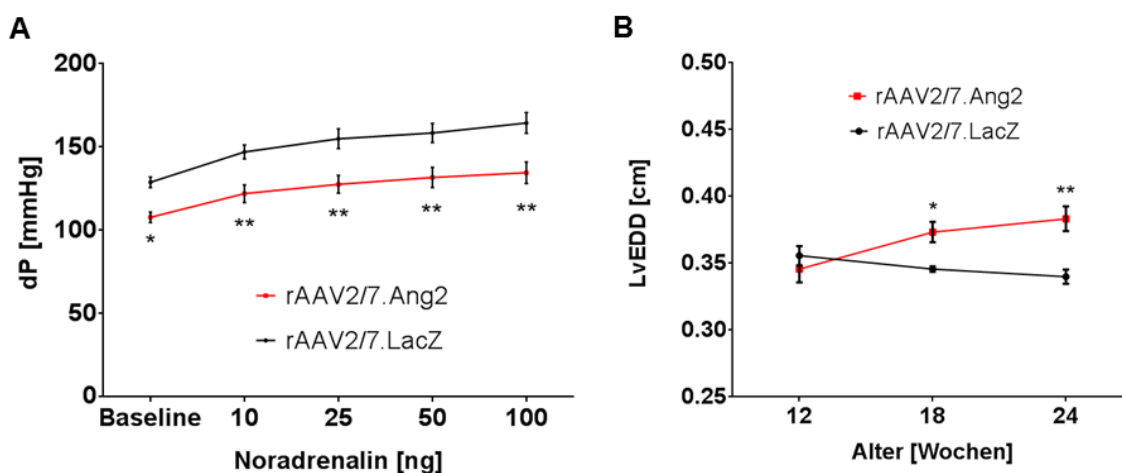 A
200
150
100
50
0
dP [mmHg]
*
**
**
**
**
rAAV2/7.Ang2
rAAV2/7.LacZ
Baseline 10 25 50 100
Noradrenalin [ng]
B
0.50
0.45
0.40
0.35
0.30
0.25
LvEDD [cm]
rAAV2/7.Ang2
rAAV2/7.LacZ
*
**
12 18 24
Alter [Wochen]